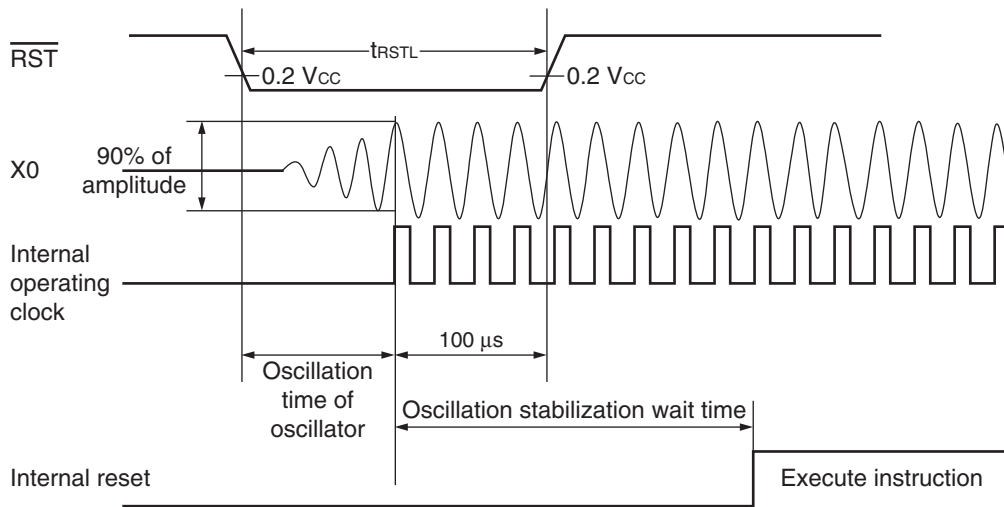 RST
tRSTL
0.2 VCC
0.2 VCC
X0
90% of
amplitude
Internal
operating
clock
100 μs
Oscillation
time of
oscillator
Oscillation stabilization wait time
Internal reset
Execute instruction